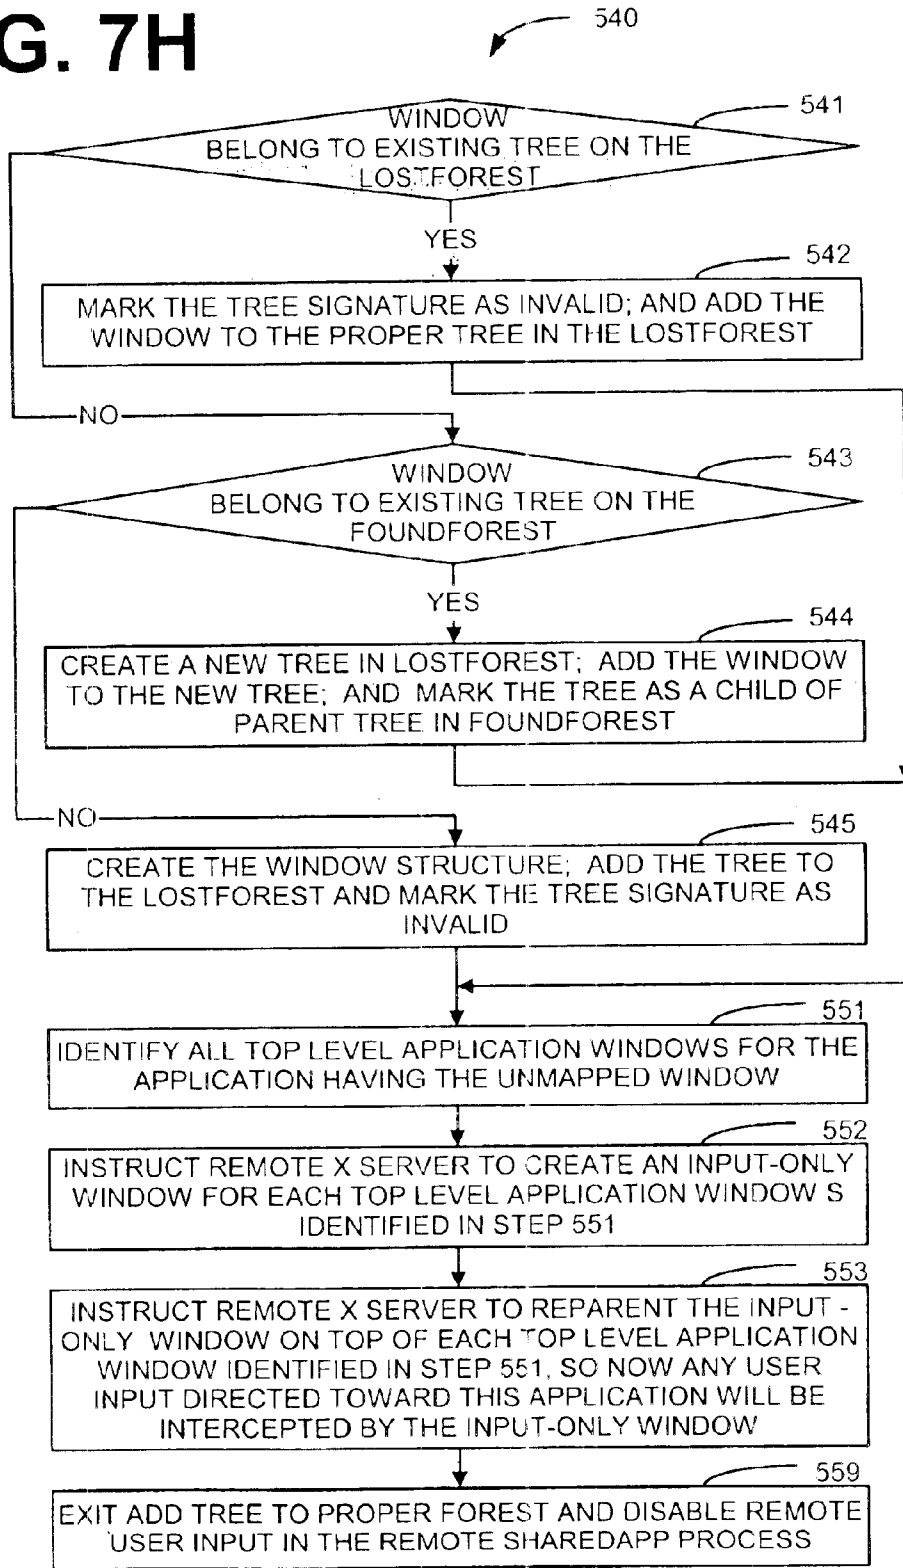 G. 7H
540
541
WINDOW
BELONG TO EXISTING TREE ON THE
LOSTFOREST
YES
542
MARK THE TREE SIGNATURE AS INVALID; AND ADD THE
WINDOW TO THE PROPER TREE IN THE LOSTFOREST
NO
543
WINDOW
BELONG TO EXISTING TREE ON THE
FOUNDFOREST
YES
544
CREATE A NEW TREE IN LOSTFOREST; ADD THE WINDOW
TO THE NEW TREE; AND MARK THE TREE AS A CHILD OF
PARENT TREE IN FOUNDFOREST
NO
545
CREATE THE WINDOW STRUCTURE; ADD THE TREE TO
THE LOSTFOREST AND MARK THE TREE SIGNATURE AS
INVALID
551
IDENTIFY ALL TOP LEVEL APPLICATION WINDOWS FOR THE
APPLICATION HAVING THE UNMAPPED WINDOW
552
INSTRUCT REMOTE X SERVER TO CREATE AN INPUT-ONLY
WINDOW FOR EACH TOP LEVEL APPLICATION WINDOW S
IDENTIFIED IN STEP 551
553
INSTRUCT REMOTE X SERVER TO REPARENT THE INPUT -
ONLY WINDOW ON TOP OF EACH TOP LEVEL APPLICATION
WINDOW IDENTIFIED IN STEP 551, SO NOW ANY USER
INPUT DIRECTED TOWARD THIS APPLICATION WILL BE
INTERCEPTED BY THE INPUT-ONLY WINDOW
559
EXIT ADD TREE TO PROPER FOREST AND DISABLE REMOTE
USER INPUT IN THE REMOTE SHAREDAPP PROCESS